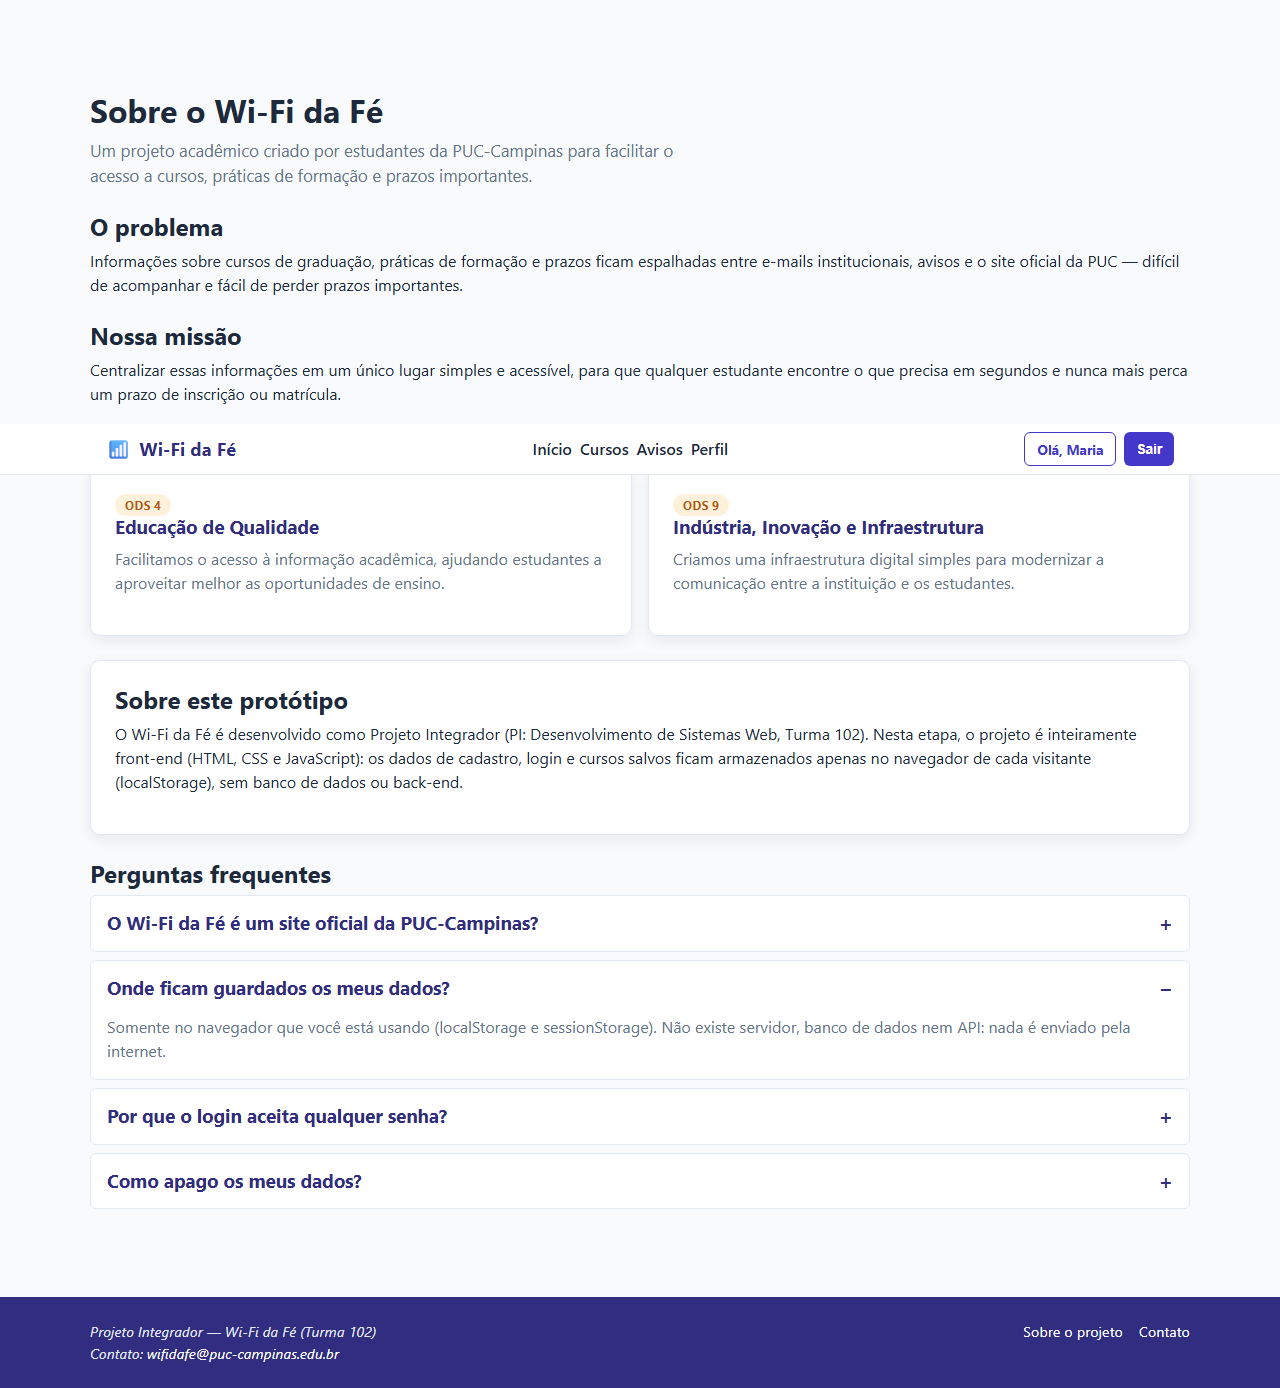 Sobre o Wi-Fi da Fé
Um projeto acadêmico criado por estudantes da PUC-Campinas para facilitar o
acesso a cursos, práticas de formação e prazos importantes.
O problema
Informações sobre cursos de graduação, práticas de formação e prazos ficam espalhadas entre e-mails institucionais, avisos e o site oficial da PUC — difícil
de acompanhar e fácil de perder prazos importantes.
Nossa missão
Centralizar essas informações em um único lugar simples e acessível, para que qualquer estudante encontre o que precisa em segundos e nunca mais perca
um prazo de inscrição ou matrícula.
Wi-Fi da Fé
Início Cursos Avisos Perfil
Olá, Maria
Sair
ODS 4
Educação de Qualidade
Facilitamos o acesso à informação acadêmica, ajudando estudantes a
aproveitar melhor as oportunidades de ensino.
ODS 9
Indústria, Inovação e Infraestrutura
Criamos uma infraestrutura digital simples para modernizar a
comunicação entre a instituição e os estudantes.
Sobre este protótipo
O Wi-Fi da Fé é desenvolvido como Projeto Integrador (PI: Desenvolvimento de Sistemas Web, Turma 102). Nesta etapa, o projeto é inteiramente
front-end (HTML, CSS e JavaScript): os dados de cadastro, login e cursos salvos ficam armazenados apenas no navegador de cada visitante
(localStorage), sem banco de dados ou back-end.
Perguntas frequentes
O Wi-Fi da Fé é um site oficial da PUC-Campinas? +
Onde ficam guardados os meus dados? –
Somente no navegador que você está usando (localStorage e sessionStorage). Não existe servidor, banco de dados nem API: nada é enviado pela
internet.
Por que o login aceita qualquer senha? +
Como apago os meus dados? +
Projeto Integrador — Wi-Fi da Fé (Turma 102)
Contato: wifidafe@puc-campinas.edu.br
Sobre o projeto Contato